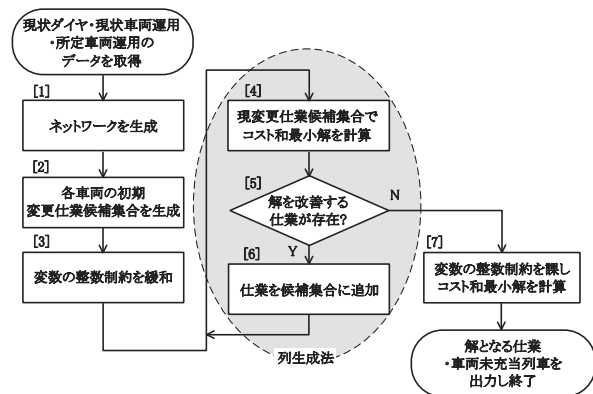 現状ダイヤ・現状車両運用
・所定車両運用の
データを取得
[1]
ネットワークを生成
[2]
各車両の初期
変更仕業候補集合を生成
[3]
変数の整数制約を緩和
[4]
現変更仕業候補集合で
コスト和最小解を計算
[5]
解を改善する
仕業が存在?
N
Y
[6]
仕業を候補集合に追加
列生成法
[7]
変数の整数制約を課し
コスト和最小解を計算
解となる仕業
・車両未充当列車を
出力し終了